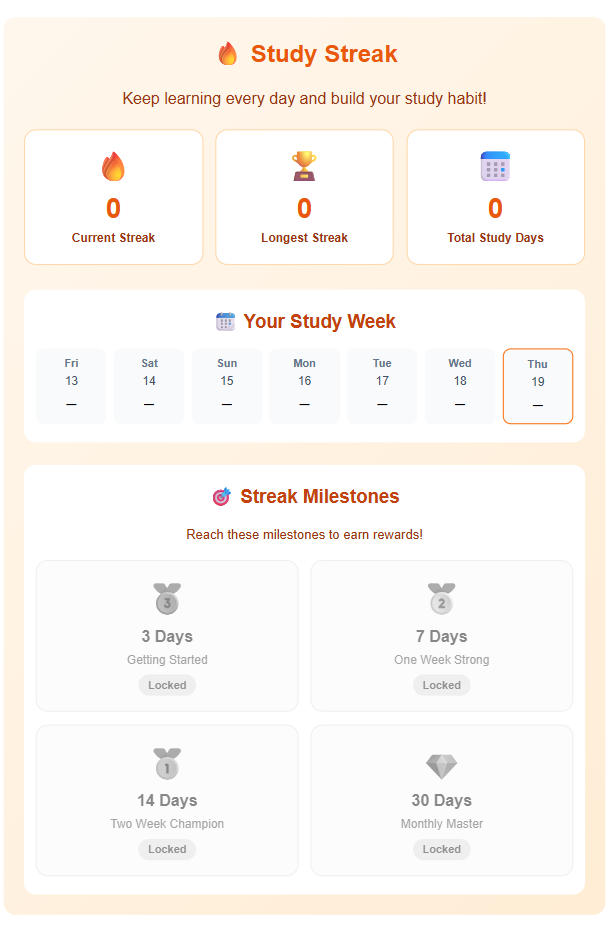 Study Streak
Keep learning every day and build your study habit!
0
Current Streak
0
Longest Streak
0
Total Study Days
Your Study Week
Fri
13
—
Sat
14
—
Sun
15
—
Mon
16
—
Tue
17
—
Wed
18
—
Thu
19
—
Streak Milestones
Reach these milestones to earn rewards!
3
3 Days
Getting Started
Locked
2
7 Days
One Week Strong
Locked
1
14 Days
Two Week Champion
Locked
30 Days
Monthly Master
Locked